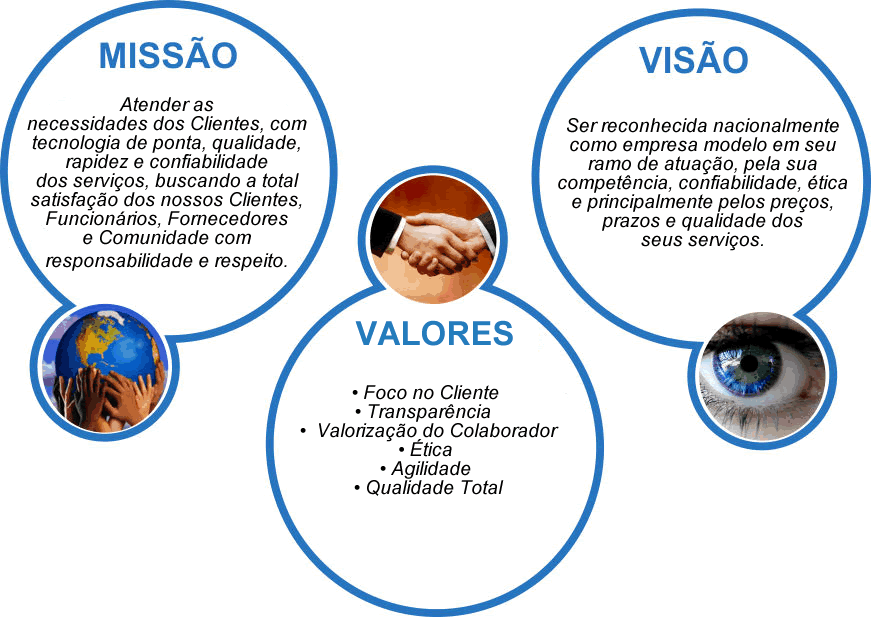 MISSÃO
Atender as
necessidades dos Clientes, com
tecnologia de ponta, qualidade,
rapidez e confiabilidade
dos serviços, buscando a total
satisfação dos nossos Clientes,
Funcionários, Fornecedores
e Comunidade com
responsabilidade e respeito.
VISÃO
Ser reconhecida nacionalmente
como empresa modelo em seu
ramo de atuação, pela sua
competência, confiabilidade, ética
e principalmente pelos preços,
prazos e qualidade dos
seus serviços.
VALORES
• Foco no Cliente
• Transparência
• Valorização do Colaborador
• Ética
• Agilidade
• Qualidade Total